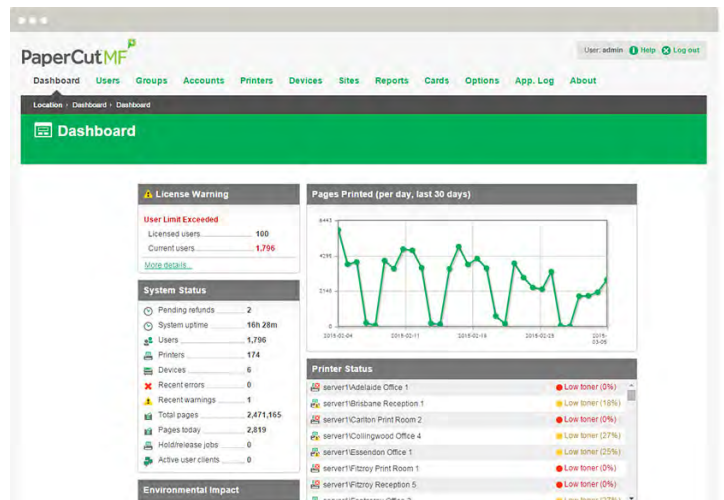 User: admin Help Log out
PaperCutMF
Dashboard Users Groups Accounts Printers Devices Sites Reports Cards Options App. Log About
Location Dashboard Dashboard
Dashboard
License Warning
User Limit Exceeded
Licensed users 100
Current users 1,796
More details...
System Status
Pending refunds 2
System uptime 16h 28m
Users 1,796
Printers 174
Devices 6
Recent errors 0
Recent warnings 1
Total pages 2,471,165
Pages today 2,819
Hold/release jobs 0
Active user clients 0
Environmental Impact
Pages Printed (per day, last 30 days)
6443
4295
2148
0
2015-02-04 2015-02-11 2015-02-18 2015-02-25 2015-03-05
Printer Status
server1\Adelaide Office 1 Low toner (0%)
server1\Brisbane Reception 1 Low toner (18%)
server1\Carlton Print Room 2 Low toner (0%)
server1\Collingwood Office 4 Low toner (27%)
server1\Essendon Office 1 Low toner (25%)
server1\Fitzroy Print Room 1 Low toner (0%)
server1\Fitzroy Reception 5 Low toner (0%)